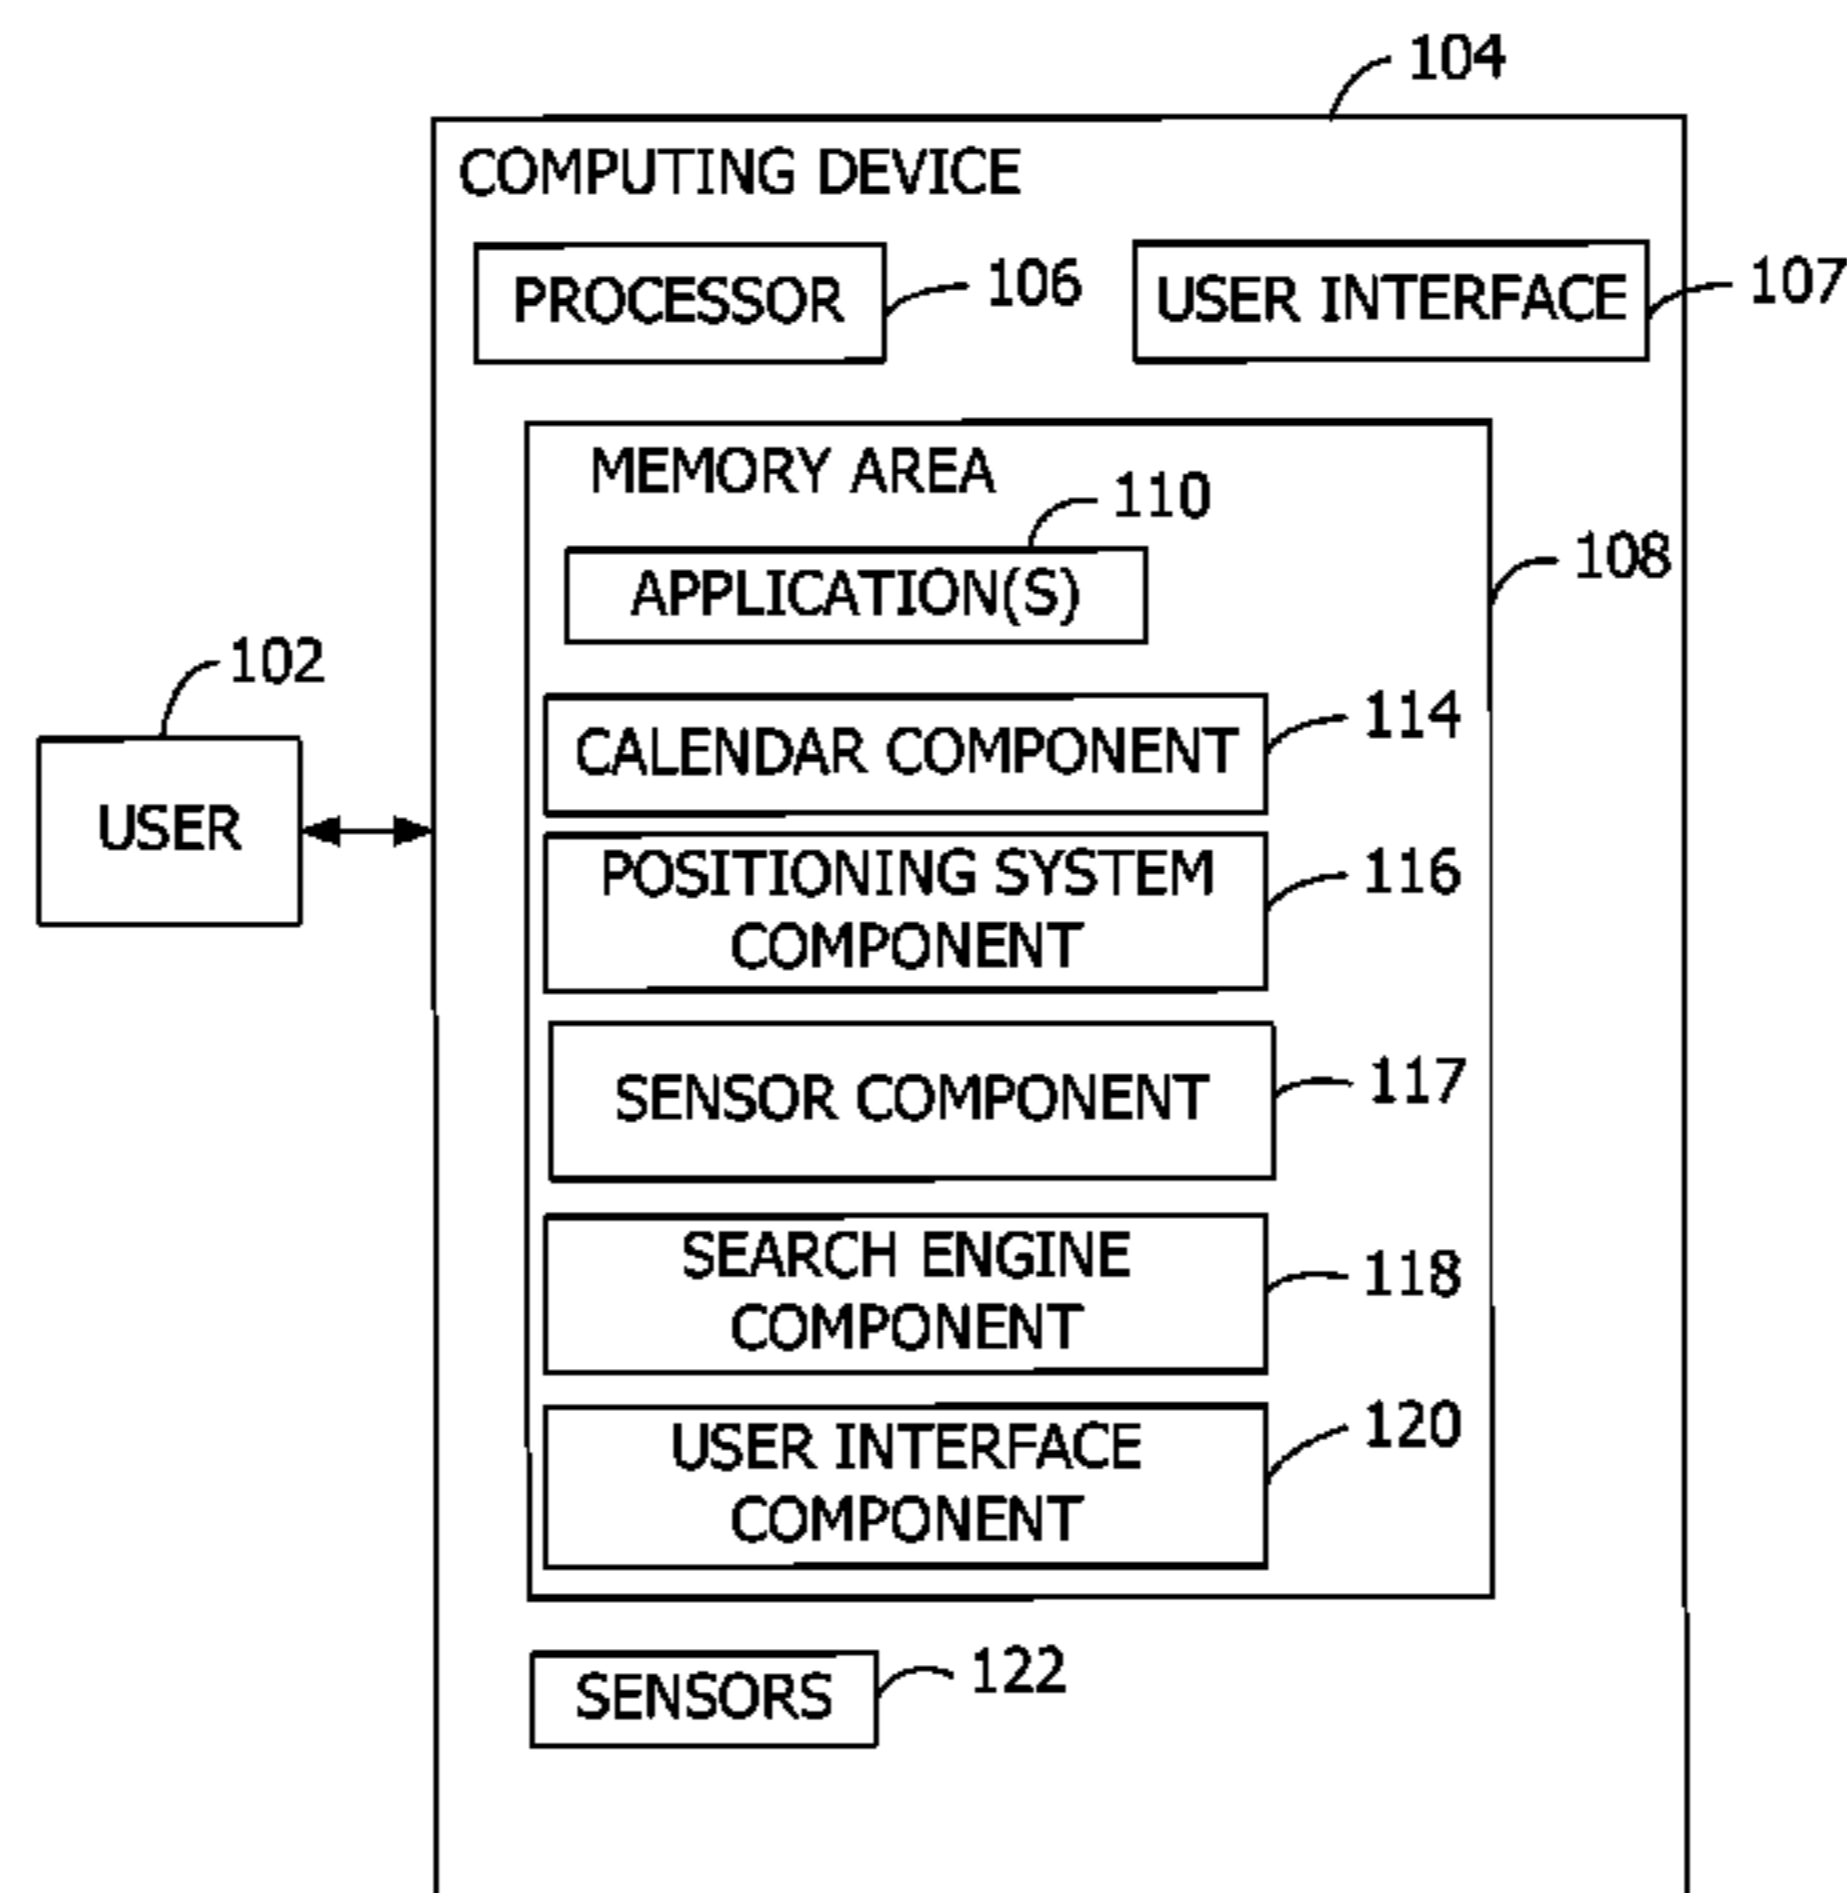 104
COMPUTING DEVICE
PROCESSOR
106
USER INTERFACE
107
MEMORY AREA
110
APPLICATION(S)
108
102
USER
CALENDAR COMPONENT
114
POSITIONING SYSTEM
COMPONENT
116
SENSOR COMPONENT
117
SEARCH ENGINE
COMPONENT
118
USER INTERFACE
COMPONENT
120
SENSORS
122